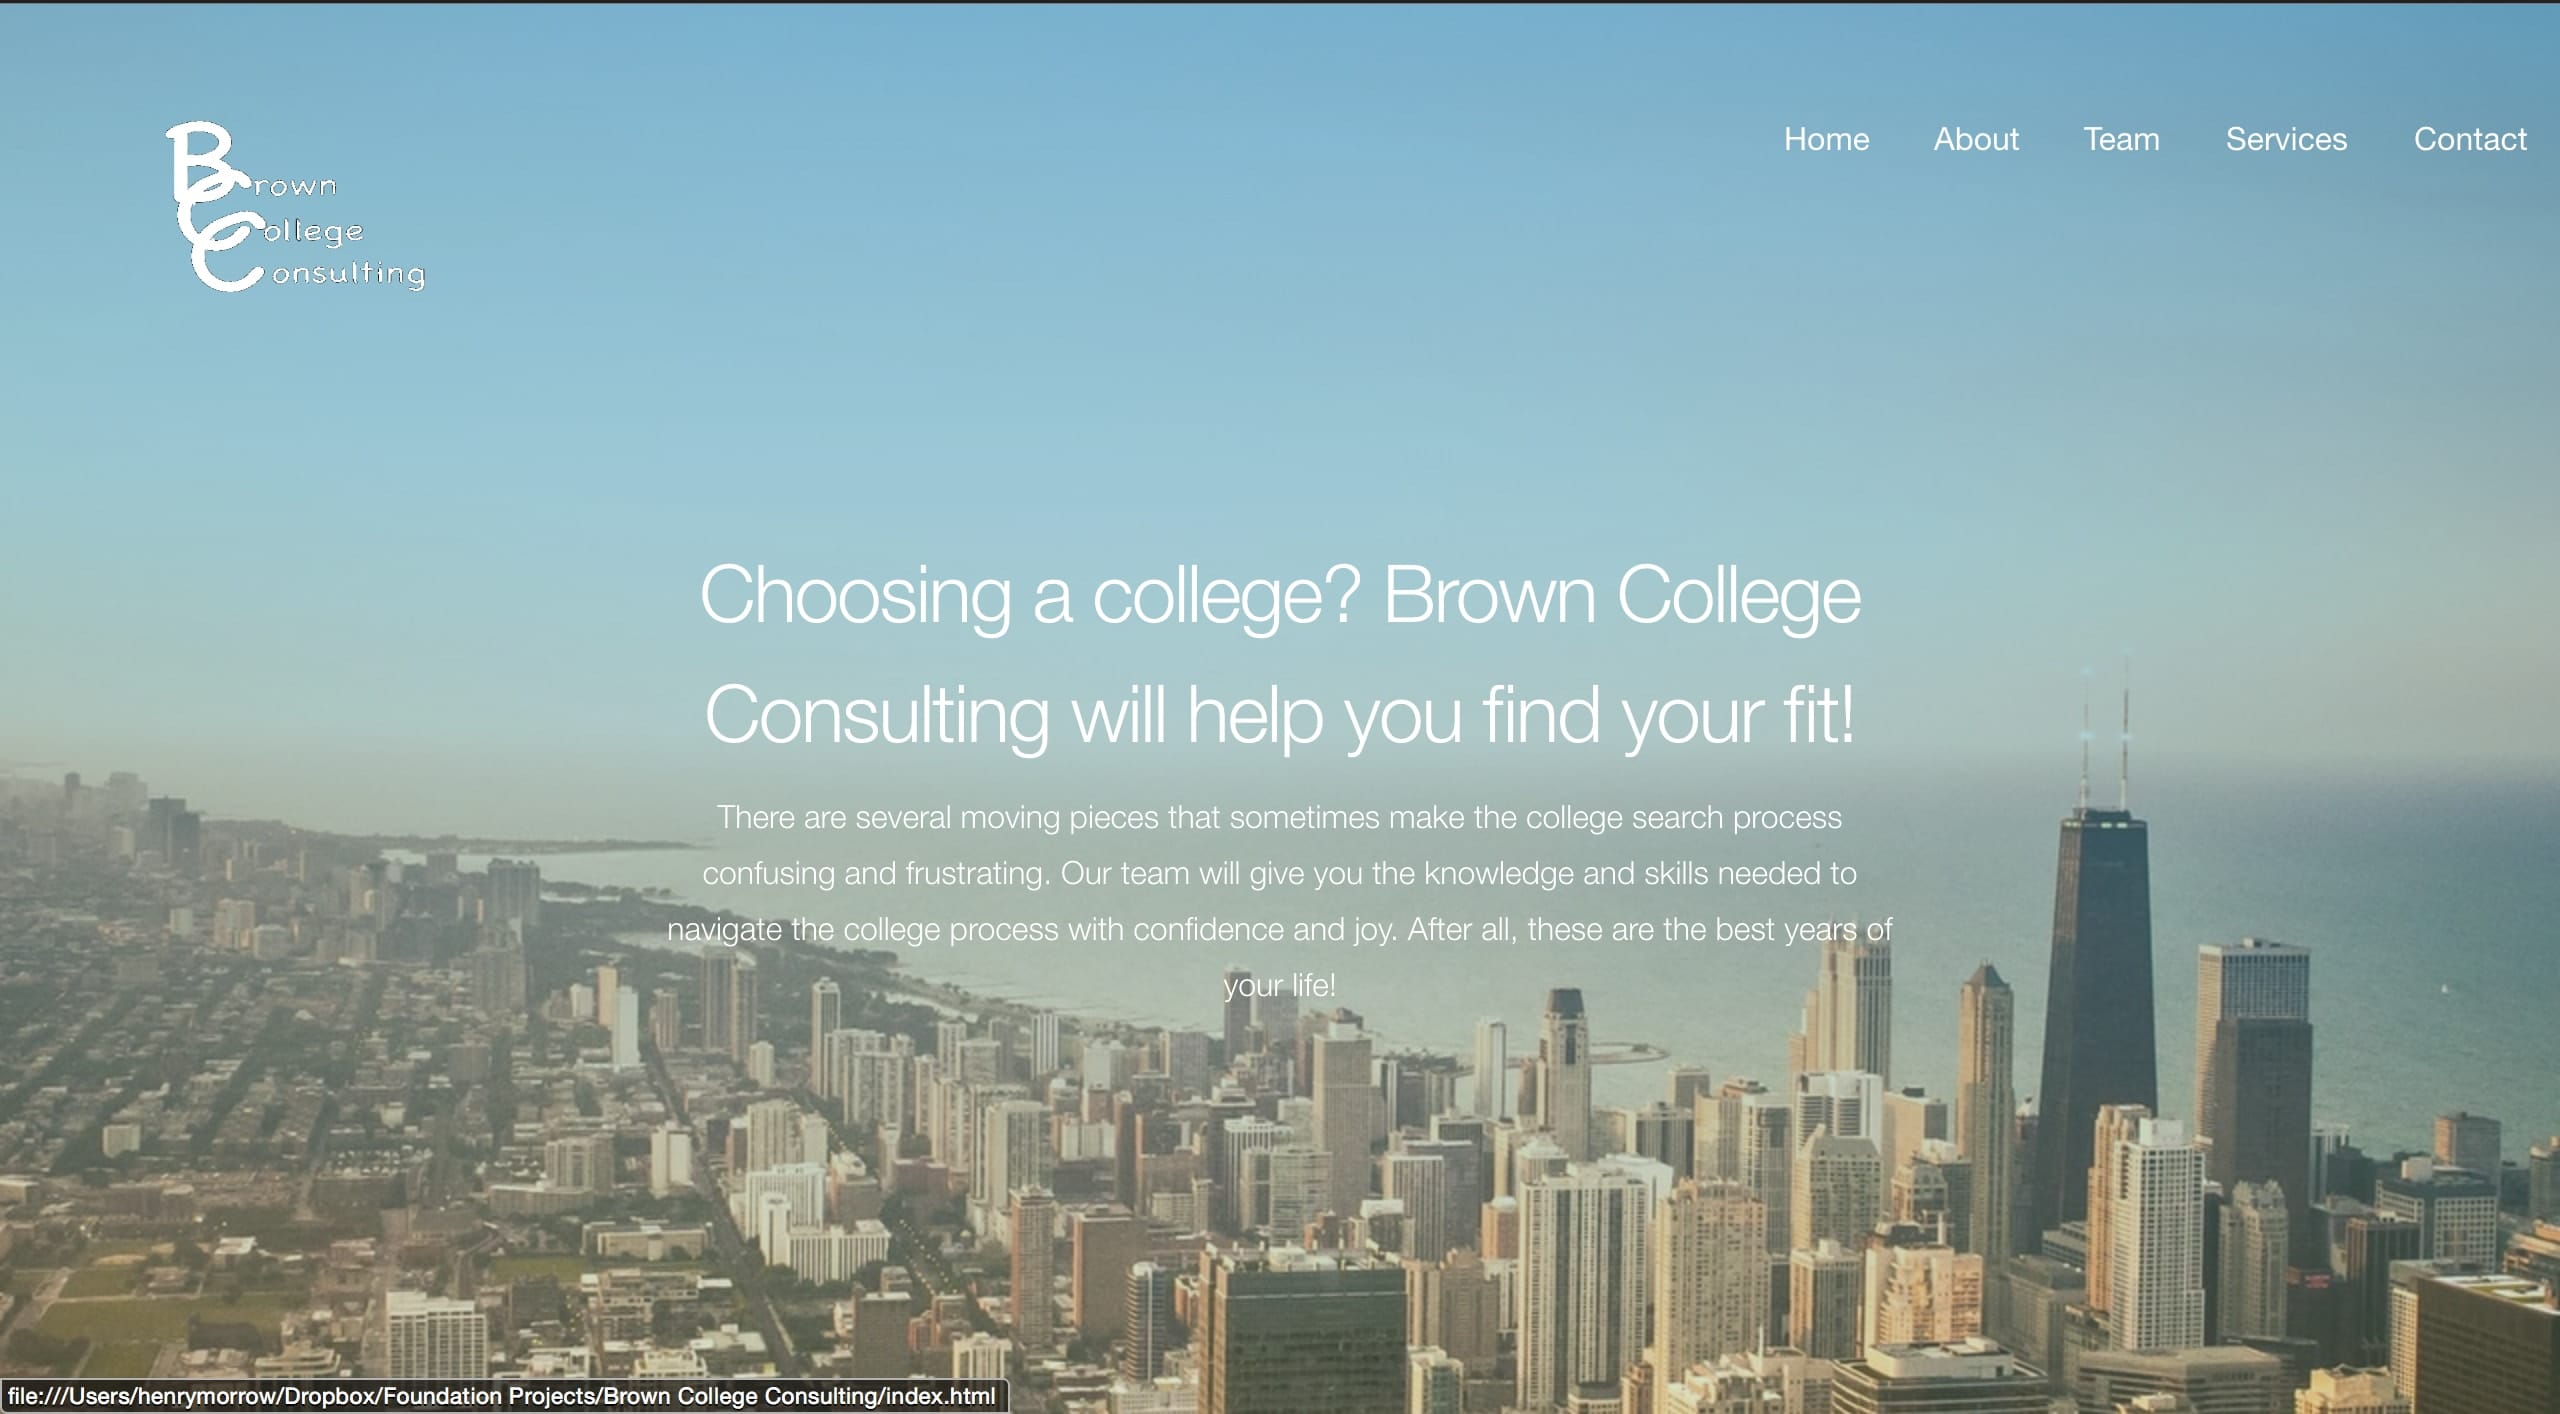 Brown
College
Consulting
Home About Team Services Contact
Choosing a college? Brown College
Consulting will help you find your fit!
There are several moving pieces that sometimes make the college search process
confusing and frustrating. Our team will give you the knowledge and skills needed to
navigate the college process with confidence and joy. After all, these are the best years of
your life!
file:///Users/henrymorrow/Dropbox/Foundation Projects/Brown College Consulting/index.html